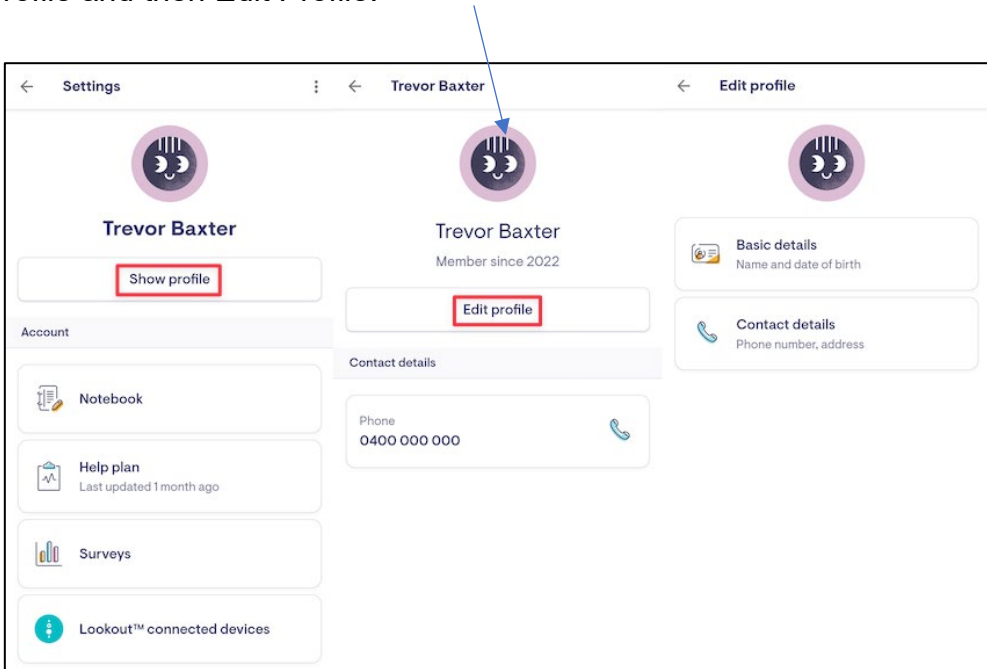 and then Edit Profile.
Settings
Trevor Baxter
Show profile
Account
Notebook
Help plan
Last updated 1 month ago
Surveys
Lookout™ connected devices
Trevor Baxter
Trevor Baxter
Member since 2022
Edit profile
Contact details
Phone
0400 000 000
Edit profile
Basic details
Name and date of birth
Contact details
Phone number, address